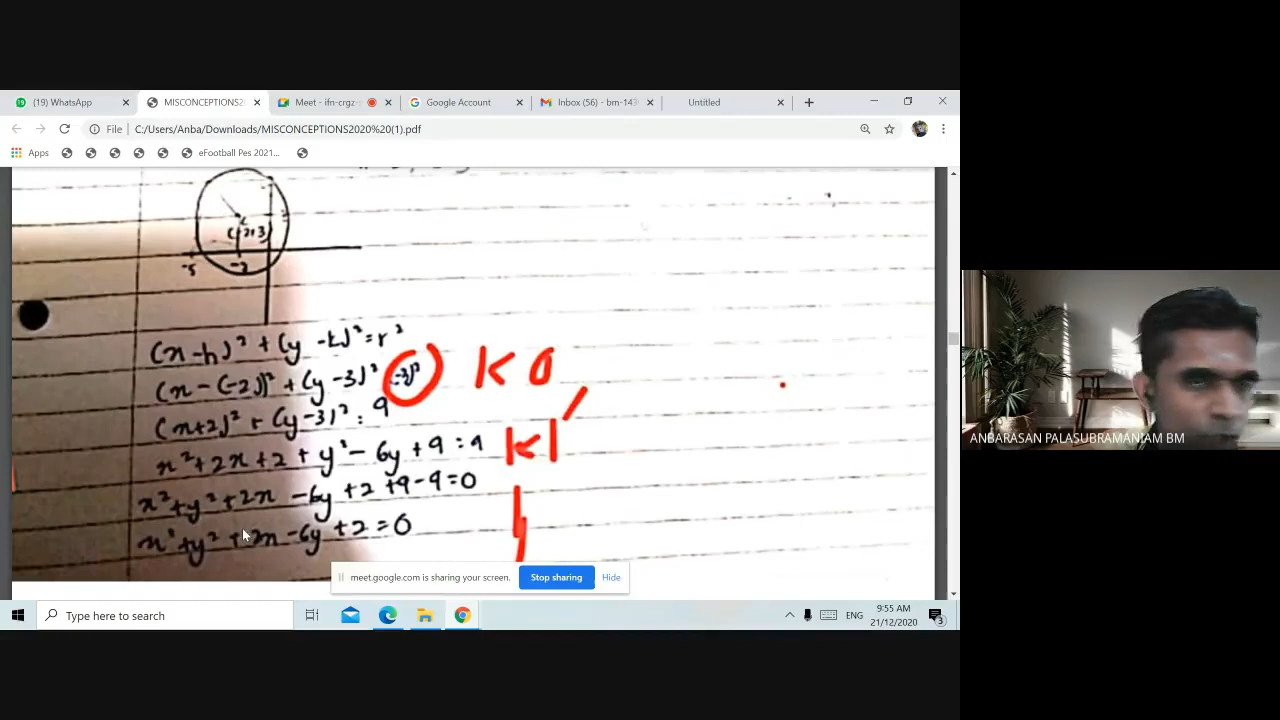 (19) WhatsApp
MISCONCEPTIONS2
Meet - ifn-crgz-
Google Account
Inbox (56) - bm-143
Untitled
File
C:/Users/Anba/Downloads/MISCONCEPTIONS2020%20(1).pdf
Apps
eFootball Pes 2021...
-5
-2
(x-h)² + (y-k)² = r²
(x-(-2))² + (y-3)² (-3)²
K0
(x+2)² + (y-3)² = 9
x²+2x+2+y²-6y+9=9
K1
x²+y²+2x-6y+2+9-9=0
x²+y²+2x-6y+2=0
ANBARASAN PALASUBRAMANIAM BM
meet.google.com is sharing your screen.
Stop sharing
Hide
Type here to search
ENG
9:55 AM
21/12/2020
3